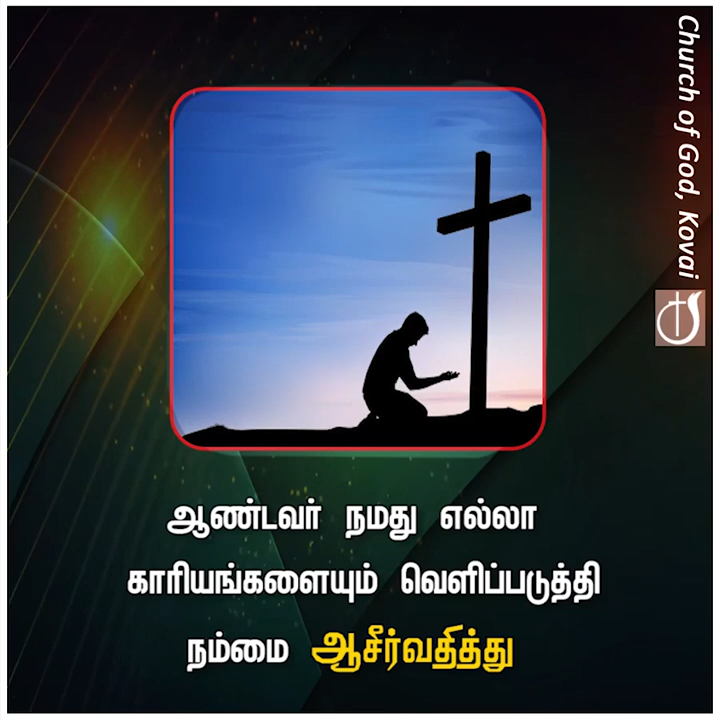 Church of God, Kovai
ஆண்டவர் நமது எல்லா
காரியங்களையும் வெளிப்படுத்தி
நம்மை ஆசீர்வதித்து